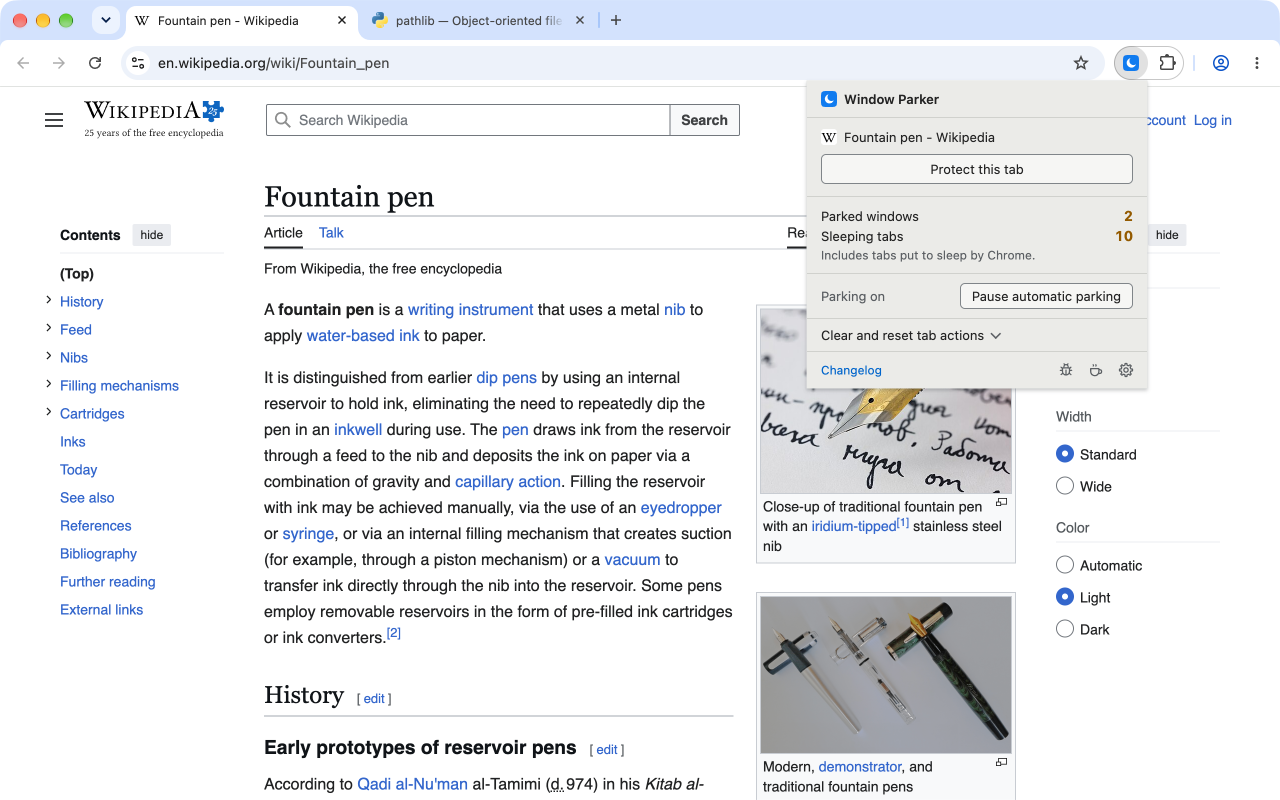 Fountain pen - Wikipedia
pathlib — Object-oriented file
en.wikipedia.org/wiki/Fountain_pen
WIKIPEDIA 25
25 years of the free encyclopedia
Search Wikipedia
Search
Log in
Window Parker
Fountain pen - Wikipedia
Protect this tab
Parked windows 2
Sleeping tabs 10
Includes tabs put to sleep by Chrome.
Parking on
Pause automatic parking
Clear and reset tab actions
Changelog
Contents hide
(Top)
History
Feed
Nibs
Filling mechanisms
Cartridges
Inks
Today
See also
References
Bibliography
Further reading
External links
Fountain pen
Article Talk
From Wikipedia, the free encyclopedia
A fountain pen is a writing instrument that uses a metal nib to
apply water-based ink to paper.
It is distinguished from earlier dip pens by using an internal
reservoir to hold ink, eliminating the need to repeatedly dip the
pen in an inkwell during use. The pen draws ink from the reservoir
through a feed to the nib and deposits the ink on paper via a
combination of gravity and capillary action. Filling the reservoir
with ink may be achieved manually, via the use of an eyedropper
or syringe, or via an internal filling mechanism that creates suction
(for example, through a piston mechanism) or a vacuum to
transfer ink directly through the nib into the reservoir. Some pens
employ removable reservoirs in the form of pre-filled ink cartridges
or ink converters.[2]
History [ edit ]
Early prototypes of reservoir pens [ edit ]
According to Qadi al-Nu'man al-Tamimi (d. 974) in his Kitab al-
Работа
от
Close-up of traditional fountain pen
with an iridium-tipped[1] stainless steel
nib
Modern, demonstrator, and
traditional fountain pens
hide
Width
Standard
Wide
Color
Automatic
Light
Dark